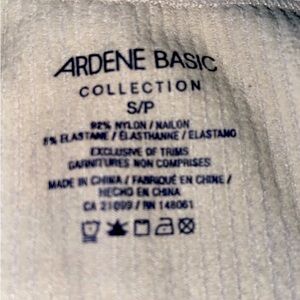 ARDENE BASIC
COLLECTION
S/P
92% NYLON / NAILON
8% ELASTANE / ÉLASTHANNE / ELASTANO
EXCLUSIVE OF TRIMS
GARNITURES NON COMPRISES
MADE IN CHINA / FABRIQUÉ EN CHINE /
HECHO EN CHINA
CA 21099 / RN 148061